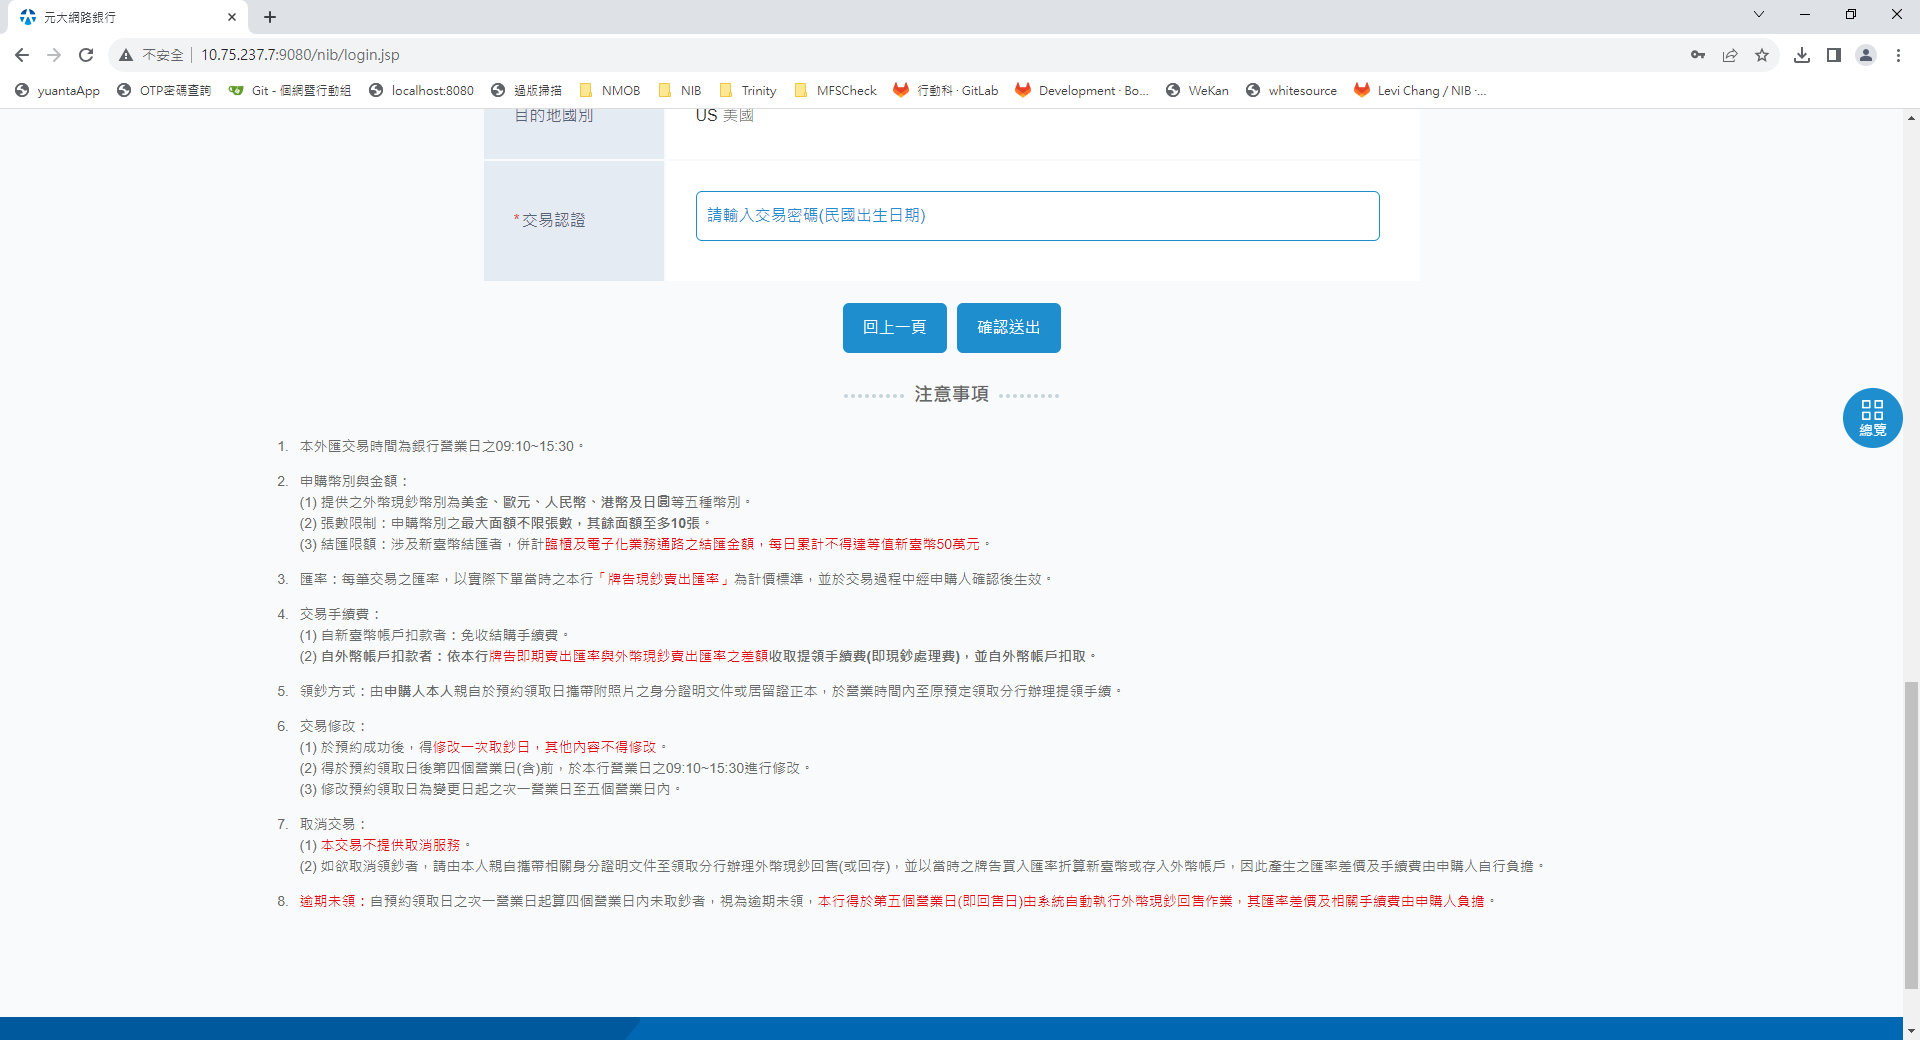 元大網路銀行
不安全 10.75.237.7:9080/nib/login.jsp
yuantaApp OTP密碼查詢 Git - 個網暨行動組 localhost:8080 過版掃描 NMOB NIB Trinity MFSCheck 行動科 · GitLab Development · Bo... WeKan whitesource Levi Chang / NIB ·...
目的地國別 US 美國
*交易認證 請輸入交易密碼(民國出生日期)
回上一頁 確認送出
注意事項
總覽
1. 本外匯交易時間為銀行營業日之09:10~15:30。
2. 申購幣別與金額：
(1) 提供之外幣現鈔幣別為美金、歐元、人民幣、港幣及日圓等五種幣別。
(2) 張數限制：申購幣別之最大面額不限張數，其餘面額至多10張。
(3) 結匯限額：涉及新臺幣結匯者，併計臨櫃及電子化業務通路之結匯金額，每日累計不得達等值新臺幣50萬元。
3. 匯率：每筆交易之匯率，以實際下單當時之本行「牌告現鈔賣出匯率」為計價標準，並於交易過程中經申購人確認後生效。
4. 交易手續費：
(1) 自新臺幣帳戶扣款者：免收結購手續費。
(2) 自外幣帳戶扣款者：依本行牌告即期賣出匯率與外幣現鈔賣出匯率之差額收取提領手續費(即現鈔處理費)，並自外幣帳戶扣取。
5. 領鈔方式：由申購人本人親自於預約領取日攜帶附照片之身分證明文件或居留證正本，於營業時間內至原預定領取分行辦理提領手續。
6. 交易修改：
(1) 於預約成功後，得修改一次取鈔日，其他內容不得修改。
(2) 得於預約領取日後第四個營業日(含)前，於本行營業日之09:10~15:30進行修改。
(3) 修改預約領取日為變更日起之次一營業日至五個營業日內。
7. 取消交易：
(1) 本交易不提供取消服務。
(2) 如欲取消領鈔者，請由本人親自攜帶相關身分證明文件至領取分行辦理外幣現鈔回售(或回存)，並以當時之牌告買入匯率折算新臺幣或存入外幣帳戶，因此產生之匯率差價及手續費由申購人自行負擔。
8. 逾期未領：自預約領取日之次一營業日起算四個營業日內未取鈔者，視為逾期未領，本行得於第五個營業日(即回售日)由系統自動執行外幣現鈔回售作業，其匯率差價及相關手續費由申購人負擔。